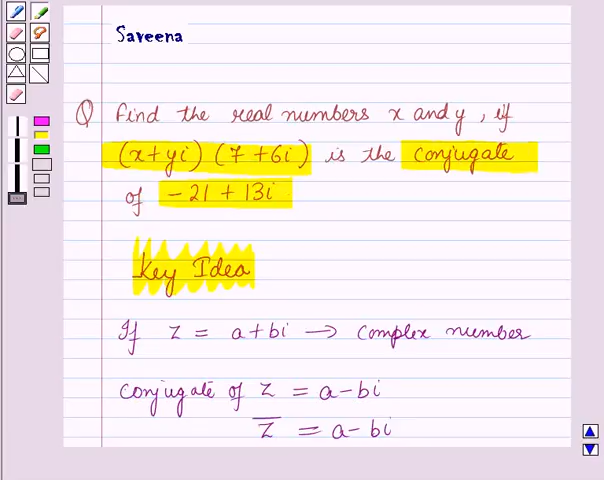 Saveena
Q Find the real numbers x and y, if
(x+yi) (7+6i) is the conjugate
of -21 + 13i
Key Idea
If z = a+bi → complex number
Conjugate of z = a-bi
z̅ = a-bi